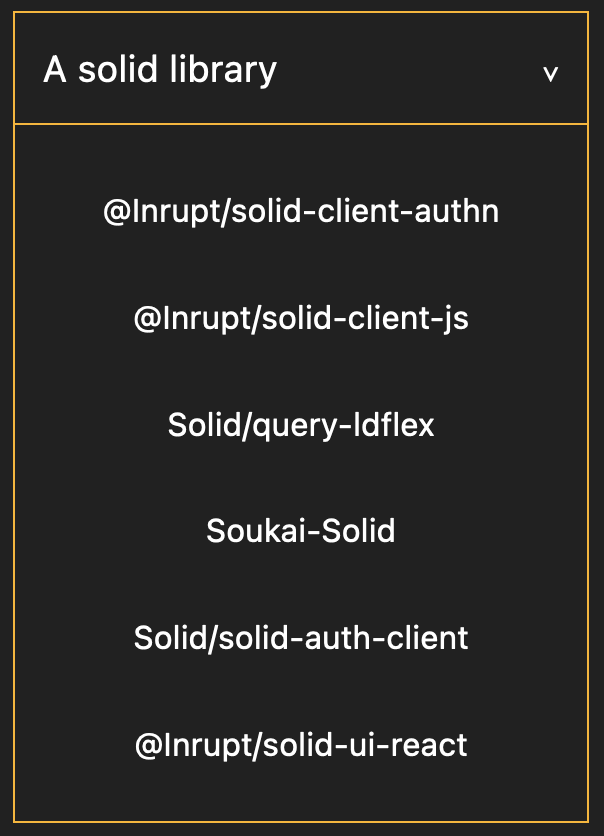 A solid library v
@Inrupt/solid-client-authn
@Inrupt/solid-client-js
Solid/query-ldflex
Soukai-Solid
Solid/solid-auth-client
@Inrupt/solid-ui-react